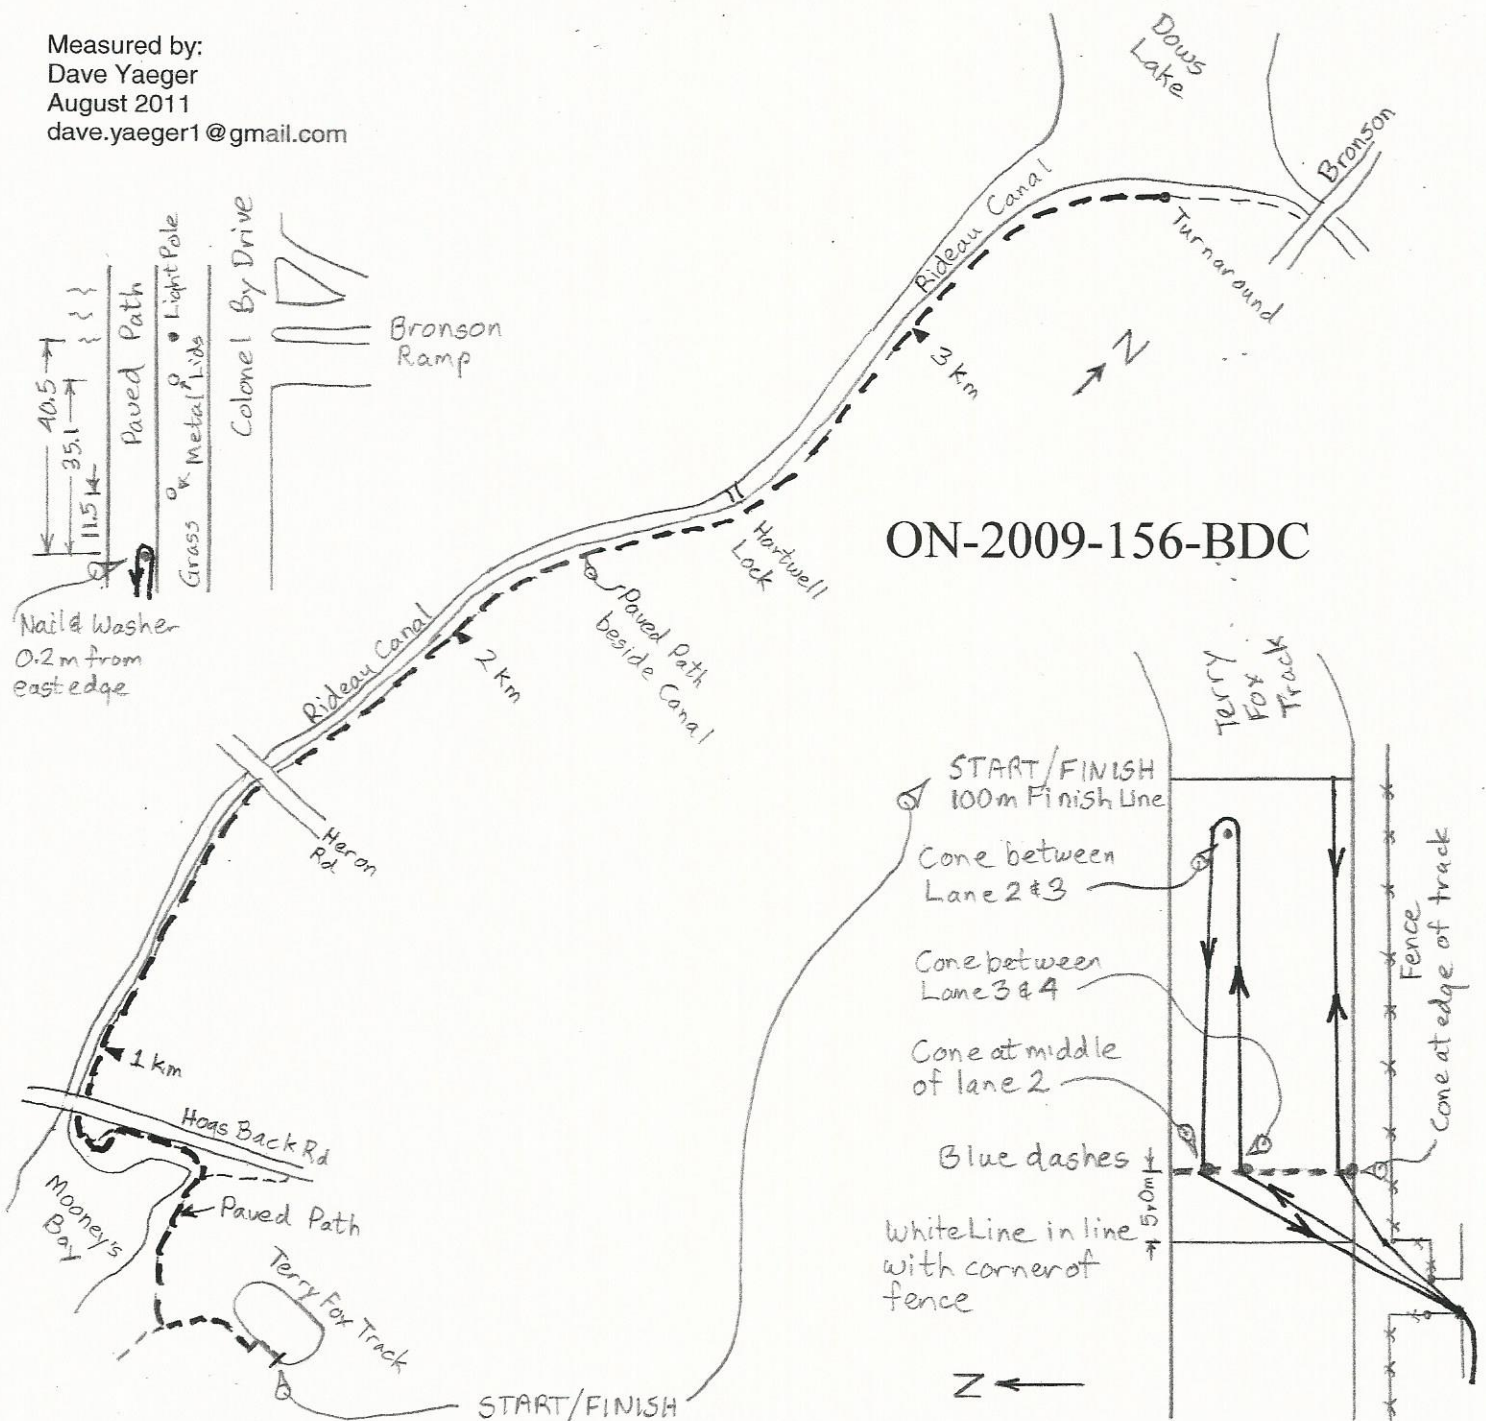 Measured by:
Dave Yaeger
August 2011
dave.yaeger1@gmail.com
Dows
Lake
Bronson
Rideau Canal
Turnaround
3 km
N
40.5
35.1
11.5
Paved Path
Light Pole
Metal Lids
Grass
Colonel By Drive
Bronson
Ramp
Nail & Washer
0.2m from
east edge
ON-2009-156-BDC
Hartwell
Lock
Paved Path
beside Canal
2 km
Rideau Canal
Heron
Rd
1 km
Hogs Back Rd
Mooney's
Bay
Paved Path
Terry Fox Track
START/FINISH
Terry
Fox
Track
START/FINISH
100m Finish Line
Cone between
Lane 2 & 3
Cone between
Lane 3 & 4
Cone at middle
of lane 2
Blue dashes
5.0m
White Line in line
with corner of
fence
Fence
Cone at edge of track
N